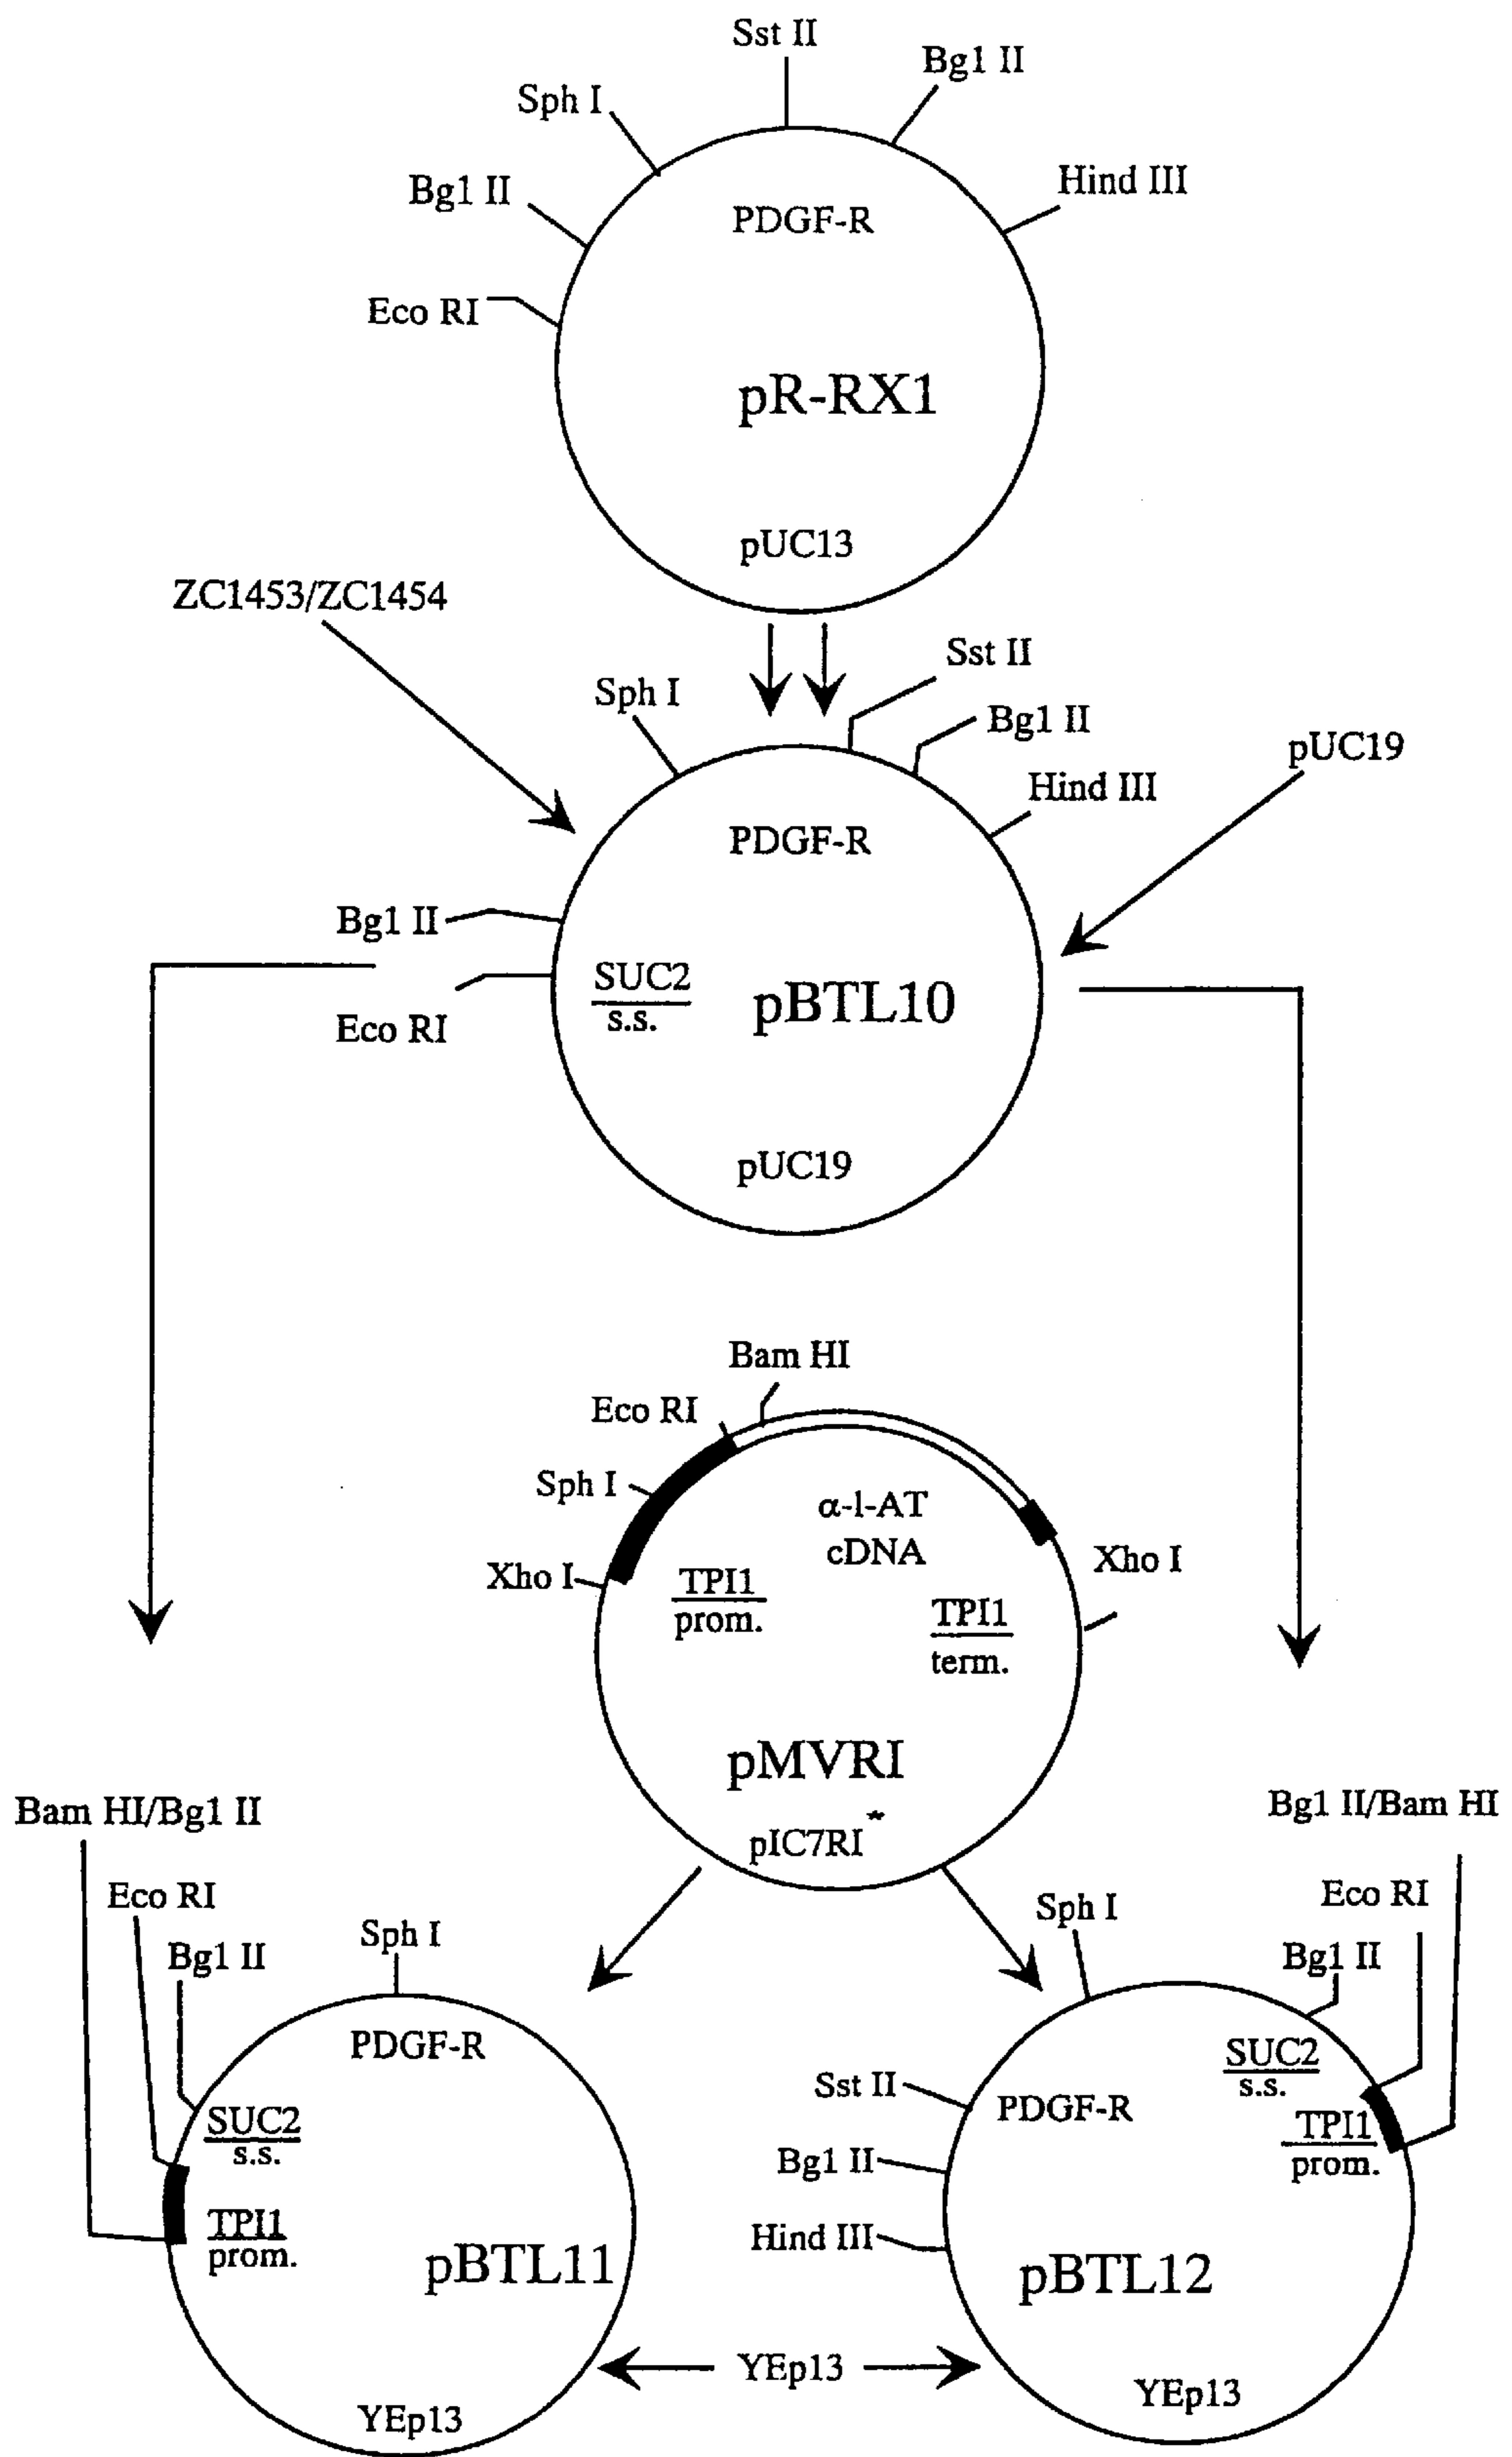 Sst II
Bg1 II
Sph I
Hind III
Bg1 II
PDGF-R
Eco RI
pR-RX1
pUC13
ZC1453/ZC1454
Sst II
Sph I
Bg1 II
pUC19
Hind III
PDGF-R
Bg1 II
SUC2
s.s.
pBTL10
Eco RI
pUC19
Bam HI
Eco RI
Sph I
α-l-AT
cDNA
Xho I
Xho I
TPI1
prom.
TPI1
term.
pMVRI
pIC7RI*
Bam HI/Bg1 II
Bg1 II/Bam HI
Eco RI
Bg1 II
Sph I
PDGF-R
SUC2
s.s.
TPI1
prom.
pBTL11
YEp13
Sph I
Eco RI
Bg1 II
SUC2
s.s.
Sst II
PDGF-R
TPI1
prom.
Bg1 II
Hind III
pBTL12
YEp13
YEp13